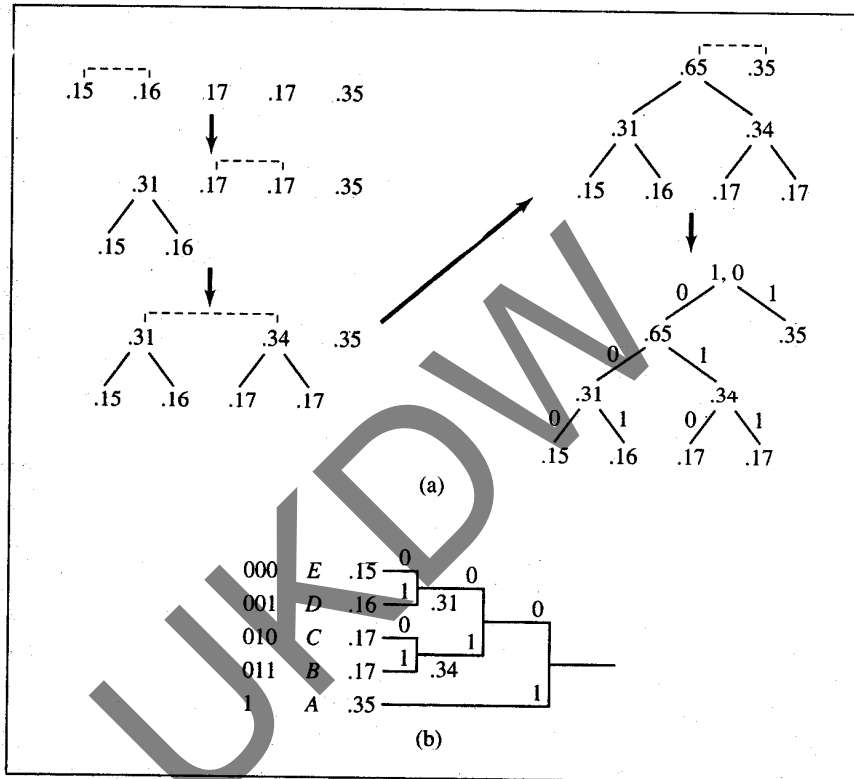 .15 .16 .17 .17 .35
.31 .17 .17 .35
.15 .16
.31 .34 .35
.15 .16 .17 .17
.65 .35
.31 .34
.15 .16 .17 .17
1, 0
0 1
.65 .35
0 1
.31 .34
0 1 0 1
.15 .16 .17 .17
(a)
000 E .15 0
001 D .16 1 .31 0
010 C .17 0 0
011 B .17 1 .34 1
1 A .35 1
(b)
UKDW